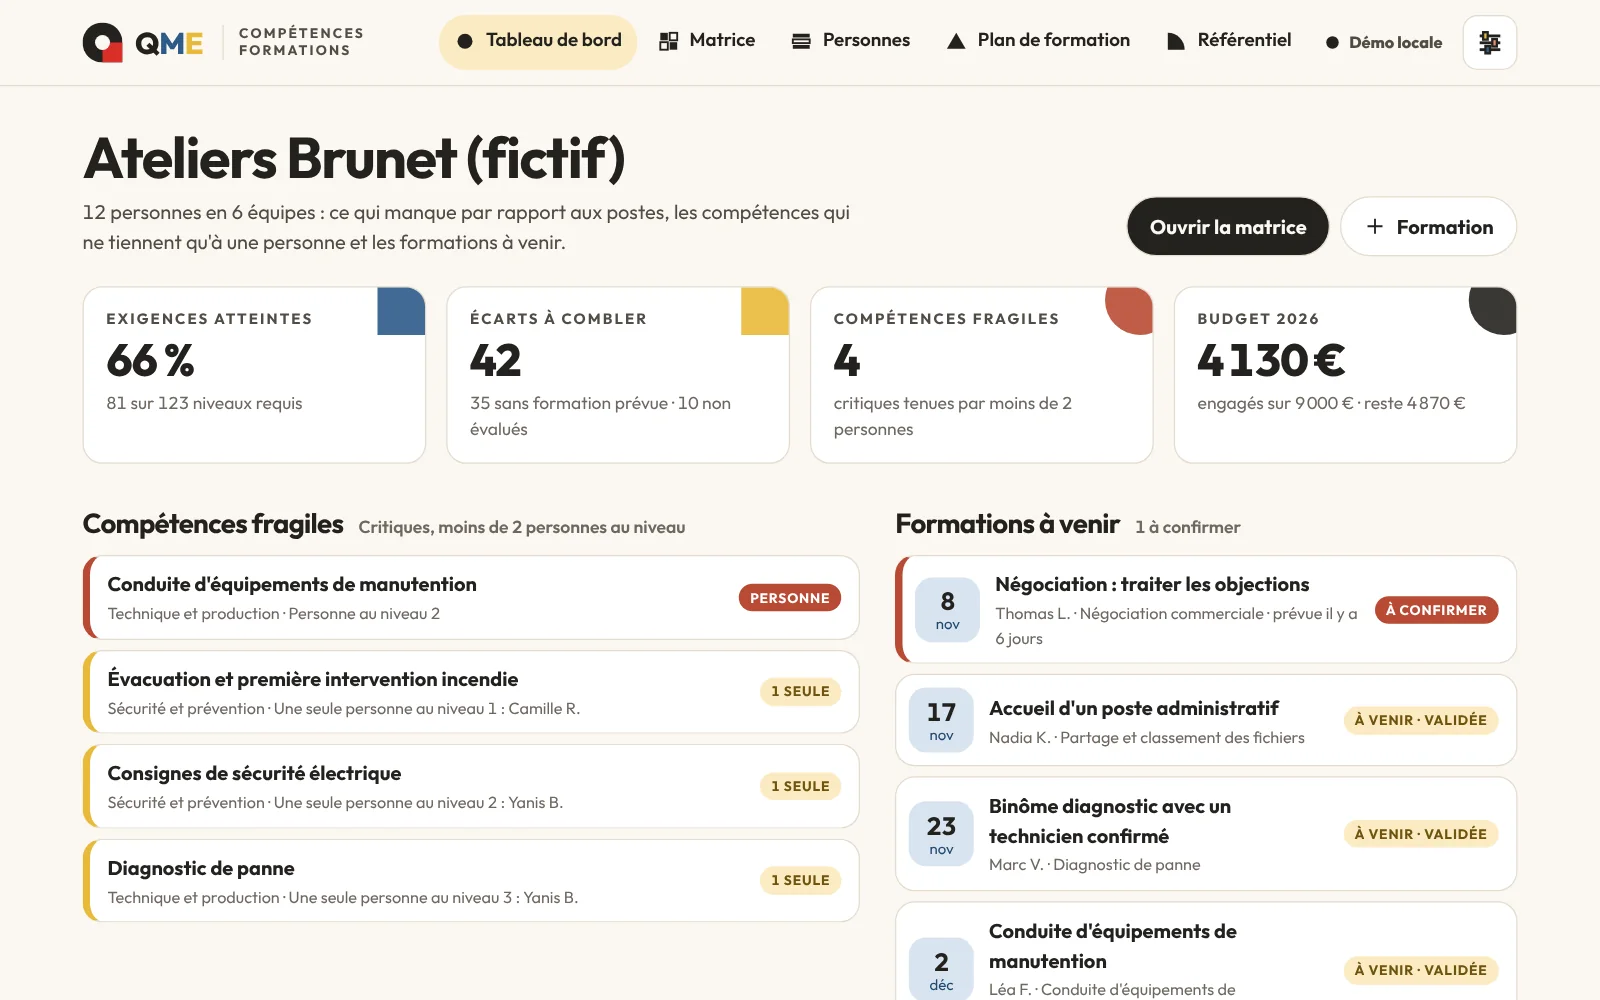 QME
COMPÉTENCES
FORMATIONS
Tableau de bord
Matrice
Personnes
Plan de formation
Référentiel
Démo locale
Ateliers Brunet (fictif)
12 personnes en 6 équipes : ce qui manque par rapport aux postes, les compétences qui
ne tiennent qu'à une personne et les formations à venir.
Ouvrir la matrice
+ Formation
EXIGENCES ATTEINTES
66 %
81 sur 123 niveaux requis
ÉCARTS À COMBLER
42
35 sans formation prévue · 10 non
évalués
COMPÉTENCES FRAGILES
4
critiques tenues par moins de 2
personnes
BUDGET 2026
4 130 €
engagés sur 9 000 € · reste 4 870 €
Compétences fragiles
Critiques, moins de 2 personnes au niveau
Conduite d'équipements de manutention
Technique et production · Personne au niveau 2
PERSONNE
Évacuation et première intervention incendie
Sécurité et prévention · Une seule personne au niveau 1 : Camille R.
1 SEULE
Consignes de sécurité électrique
Sécurité et prévention · Une seule personne au niveau 2 : Yanis B.
1 SEULE
Diagnostic de panne
Technique et production · Une seule personne au niveau 3 : Yanis B.
1 SEULE
Formations à venir
1 à confirmer
8
nov
Négociation : traiter les objections
Thomas L. · Négociation commerciale · prévue il y a
6 jours
À CONFIRMER
17
nov
Accueil d'un poste administratif
Nadia K. · Partage et classement des fichiers
À VENIR · VALIDÉE
23
nov
Binôme diagnostic avec un
technicien confirmé
Marc V. · Diagnostic de panne
À VENIR · VALIDÉE
2
déc
Conduite d'équipements de
manutention
Léa F. · Conduite d'équipements de
À VENIR · VALIDÉE